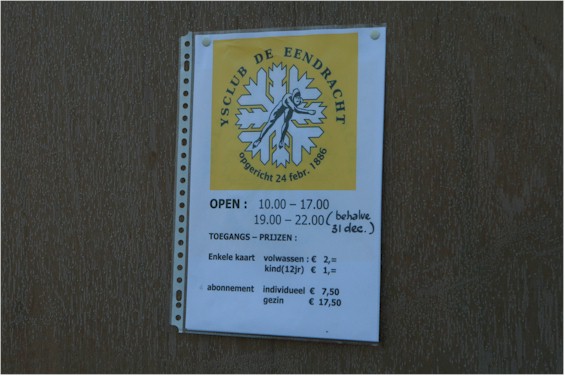 YSCLUB DE EENDRACHT
opgericht 24 febr. 1886
OPEN : 10.00 – 17.00
19.00 – 22.00 (behalve
31 dec.)
TOEGANGS – PRIJZEN :
Enkele kaart volwassen : € 2,=
kind(12jr) € 1,=
abonnement individueel € 7,50
gezin € 17,50